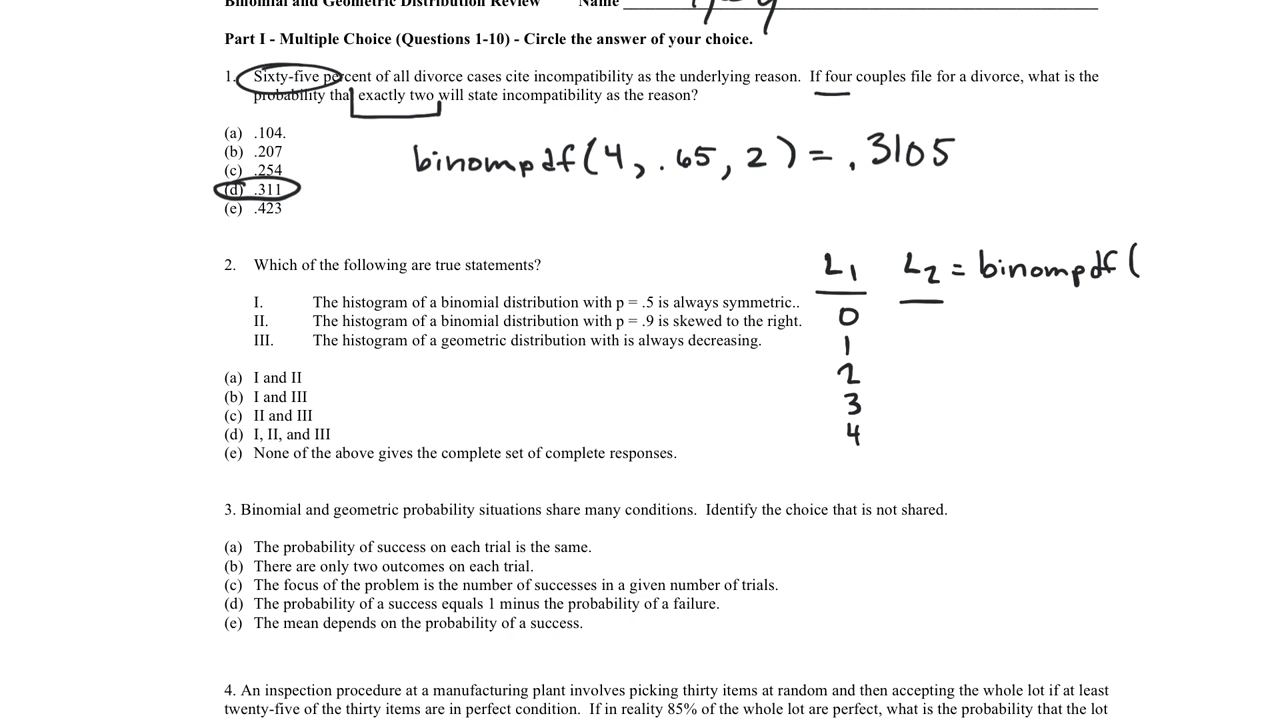 Binomial and Geometric Distribution Review Name
Part I - Multiple Choice (Questions 1-10) - Circle the answer of your choice.
1. Sixty-five percent of all divorce cases cite incompatibility as the underlying reason. If four couples file for a divorce, what is the
probability that exactly two will state incompatibility as the reason?
(a) .104.
(b) .207
(c) .254
(d) .311
(e) .423
binompdf(4, .65, 2) = .3105
2. Which of the following are true statements?
I. The histogram of a binomial distribution with p = .5 is always symmetric..
II. The histogram of a binomial distribution with p = .9 is skewed to the right.
III. The histogram of a geometric distribution with is always decreasing.
(a) I and II
(b) I and III
(c) II and III
(d) I, II, and III
(e) None of the above gives the complete set of complete responses.
L1 L2 = binompdf(
0
1
2
3
4
3. Binomial and geometric probability situations share many conditions. Identify the choice that is not shared.
(a) The probability of success on each trial is the same.
(b) There are only two outcomes on each trial.
(c) The focus of the problem is the number of successes in a given number of trials.
(d) The probability of a success equals 1 minus the probability of a failure.
(e) The mean depends on the probability of a success.
4. An inspection procedure at a manufacturing plant involves picking thirty items at random and then accepting the whole lot if at least
twenty-five of the thirty items are in perfect condition. If in reality 85% of the whole lot are perfect, what is the probability that the lot